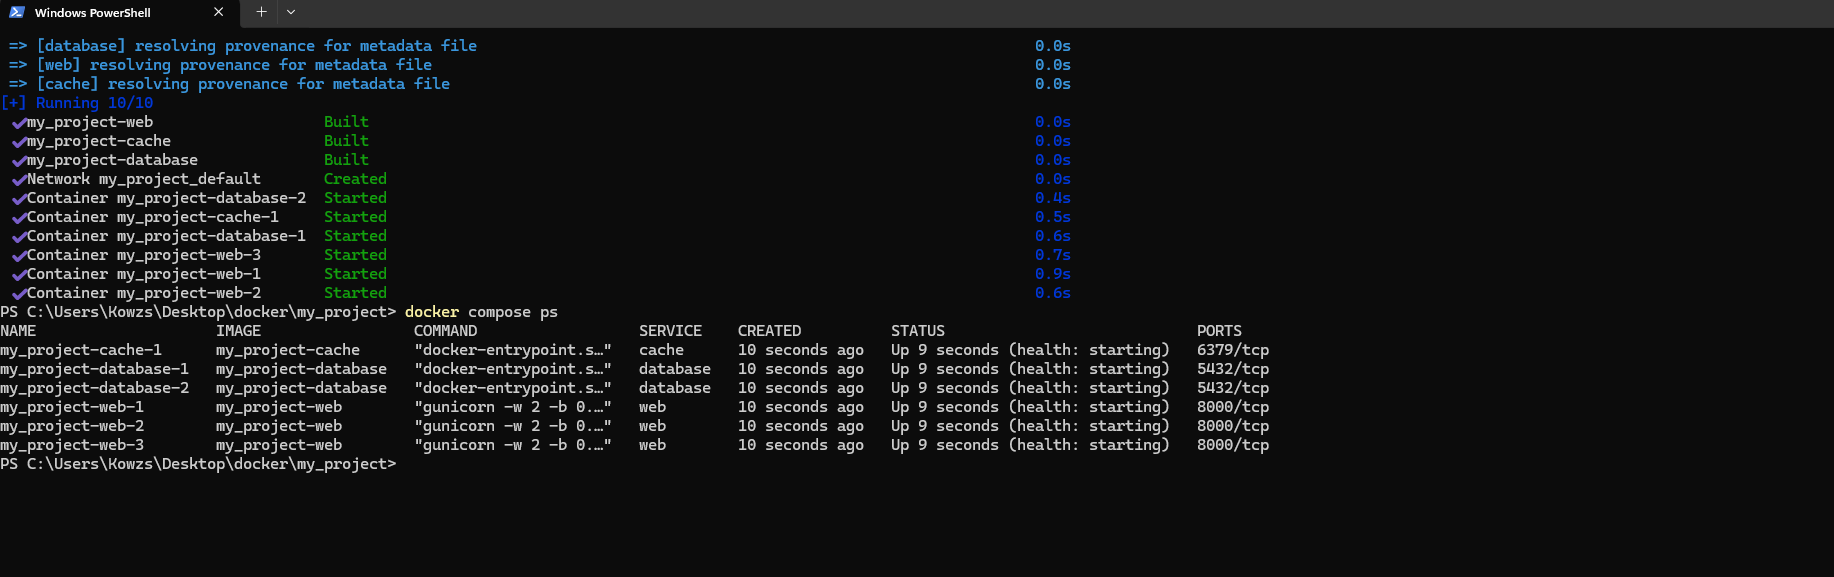 Windows PowerShell
=> [database] resolving provenance for metadata file 0.0s
=> [web] resolving provenance for metadata file 0.0s
=> [cache] resolving provenance for metadata file 0.0s
[+] Running 10/10
✔my_project-web Built 0.0s
✔my_project-cache Built 0.0s
✔my_project-database Built 0.0s
✔Network my_project_default Created 0.0s
✔Container my_project-database-2 Started 0.4s
✔Container my_project-cache-1 Started 0.5s
✔Container my_project-database-1 Started 0.6s
✔Container my_project-web-3 Started 0.7s
✔Container my_project-web-1 Started 0.9s
✔Container my_project-web-2 Started 0.6s
PS C:\Users\Kowzs\Desktop\docker\my_project> docker compose ps
NAME IMAGE COMMAND SERVICE CREATED STATUS PORTS
my_project-cache-1 my_project-cache "docker-entrypoint.s…" cache 10 seconds ago Up 9 seconds (health: starting) 6379/tcp
my_project-database-1 my_project-database "docker-entrypoint.s…" database 10 seconds ago Up 9 seconds (health: starting) 5432/tcp
my_project-database-2 my_project-database "docker-entrypoint.s…" database 10 seconds ago Up 9 seconds (health: starting) 5432/tcp
my_project-web-1 my_project-web "gunicorn -w 2 -b 0.…" web 10 seconds ago Up 9 seconds (health: starting) 8000/tcp
my_project-web-2 my_project-web "gunicorn -w 2 -b 0.…" web 10 seconds ago Up 9 seconds (health: starting) 8000/tcp
my_project-web-3 my_project-web "gunicorn -w 2 -b 0.…" web 10 seconds ago Up 9 seconds (health: starting) 8000/tcp
PS C:\Users\Kowzs\Desktop\docker\my_project>